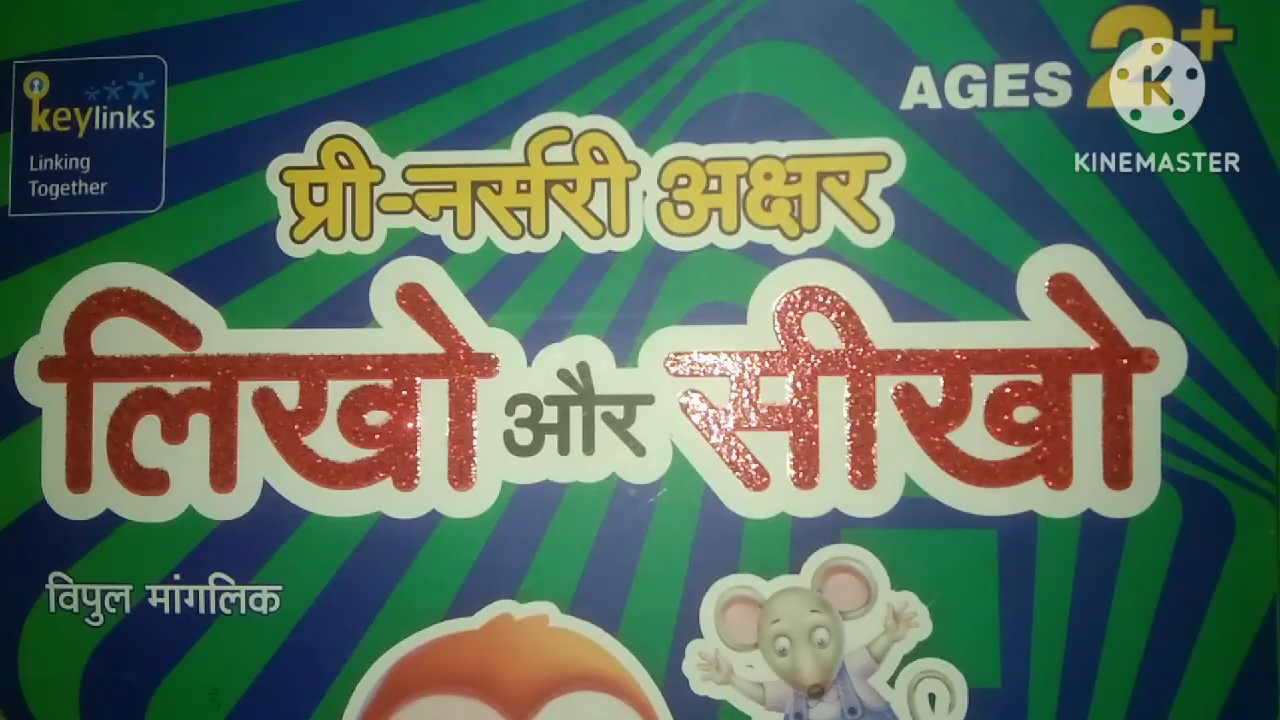 AGES 2+
keylinks
Linking
Together
KINEMASTER
प्री-नर्सरी अक्षर
लिखो और सीखो
विपुल मांगलिक